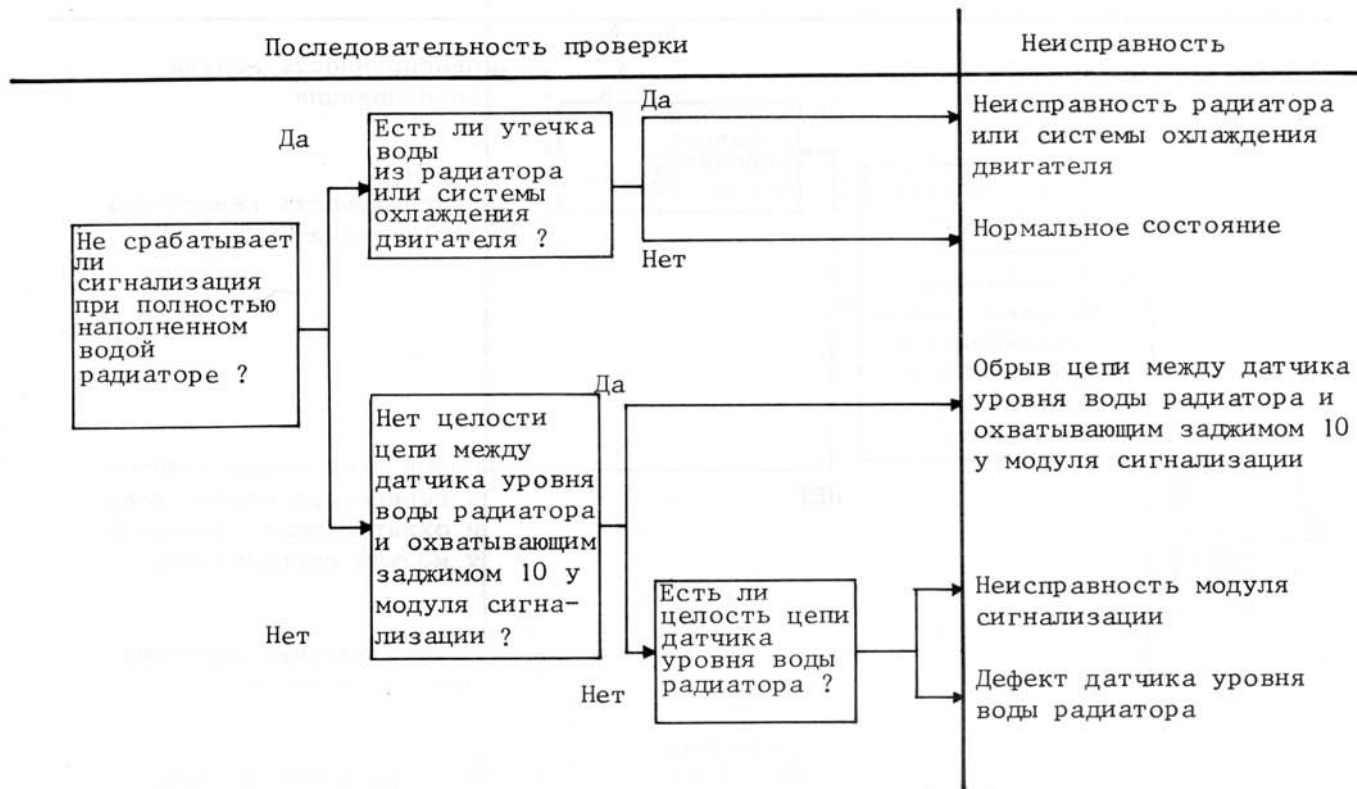 Последовательность проверки
Неисправность
Да
Не срабатывает
ли
сигнализация
при полностью
наполненном
водой
радиаторе ?
Есть ли утечка
воды
из радиатора
или системы
охлаждения
двигателя ?
Да
Неисправность радиатора
или системы охлаждения
двигателя
Нет
Нормальное состояние
Нет
Нет целости
цепи между
датчика уровня
воды радиатора
и охватывающим
заджимом 10 у
модуля сигна-
лизации ?
Да
Обрыв цепи между датчика
уровня воды радиатора и
охватывающим заджимом 10
у модуля сигнализации
Нет
Есть ли
целость цепи
датчика
уровня воды
радиатора ?
Неисправность модуля
сигнализации
Дефект датчика уровня
воды радиатора